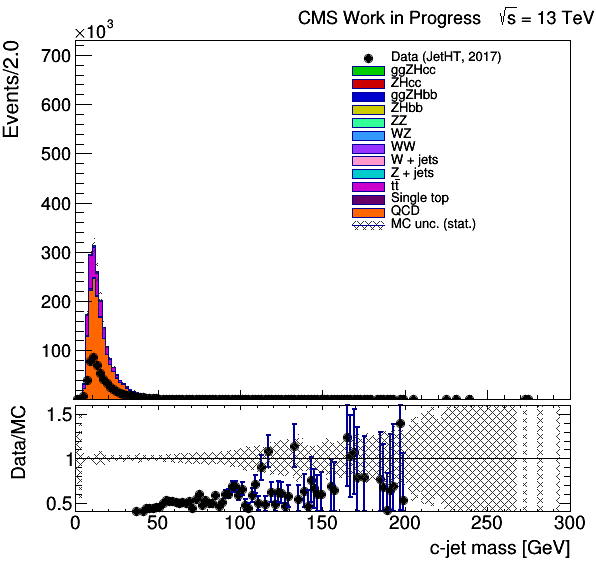 CMS Work in Progress √s = 13 TeV
×10³
Events/2.0
700
600
500
400
300
200
100
Data (JetHT, 2017)
ggZHcc
ZHcc
ggZHbb
ZHbb
ZZ
WZ
WW
W + jets
Z + jets
tt̄
Single top
QCD
MC unc. (stat.)
Data/MC
1.5
1
0.5
0 50 100 150 200 250 300
c-jet mass [GeV]